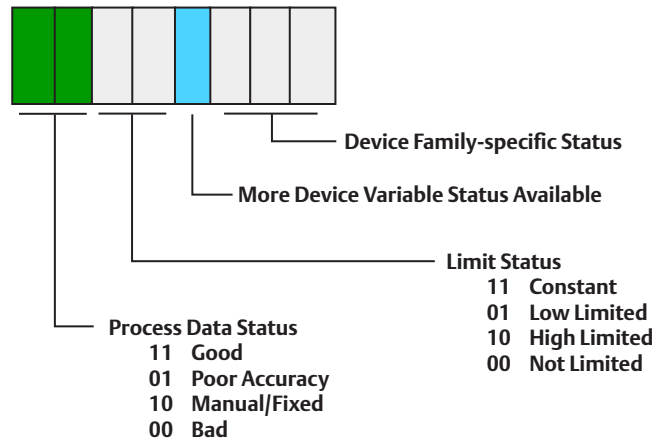 Device Family-specific Status
More Device Variable Status Available
Limit Status
11 Constant
01 Low Limited
10 High Limited
00 Not Limited
Process Data Status
11 Good
01 Poor Accuracy
10 Manual/Fixed
00 Bad